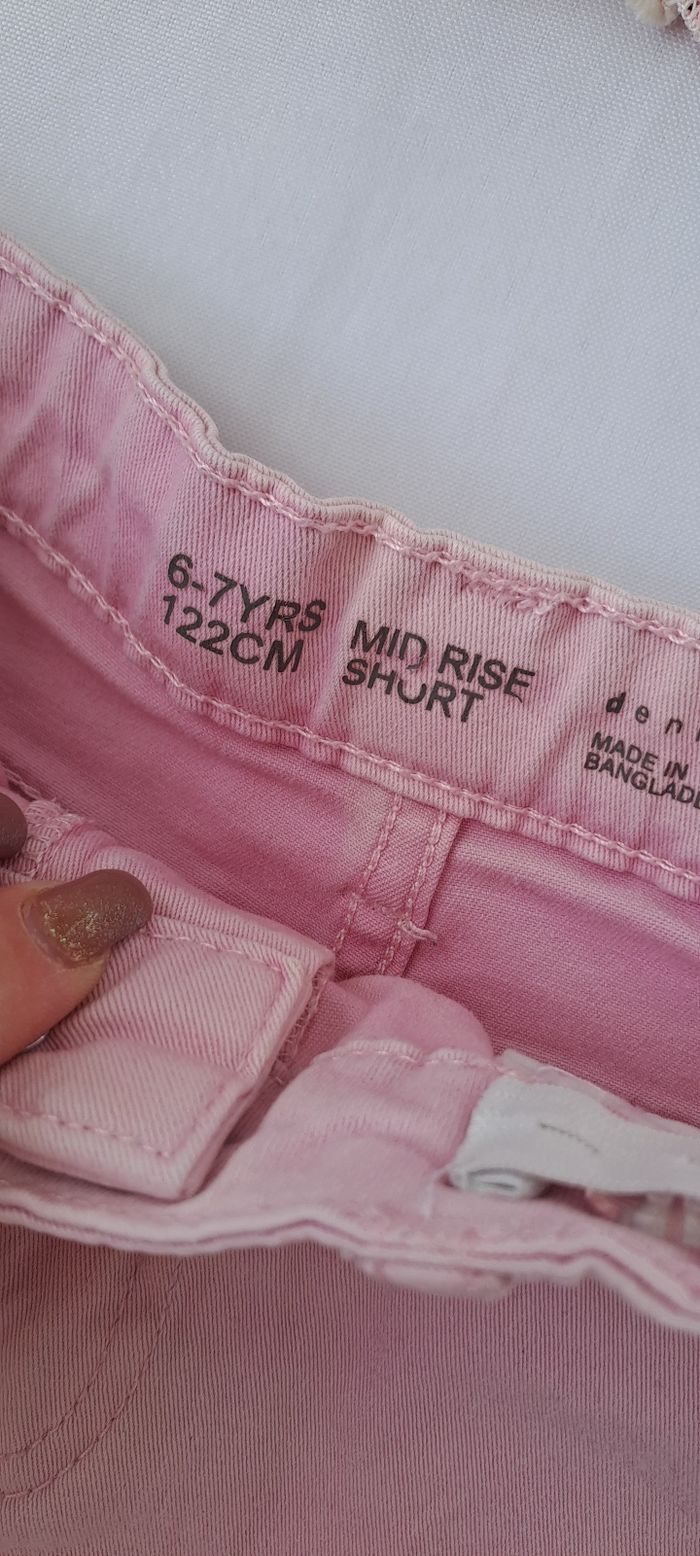 6-7YRS
122CM
MID RISE
SHORT
MADE IN